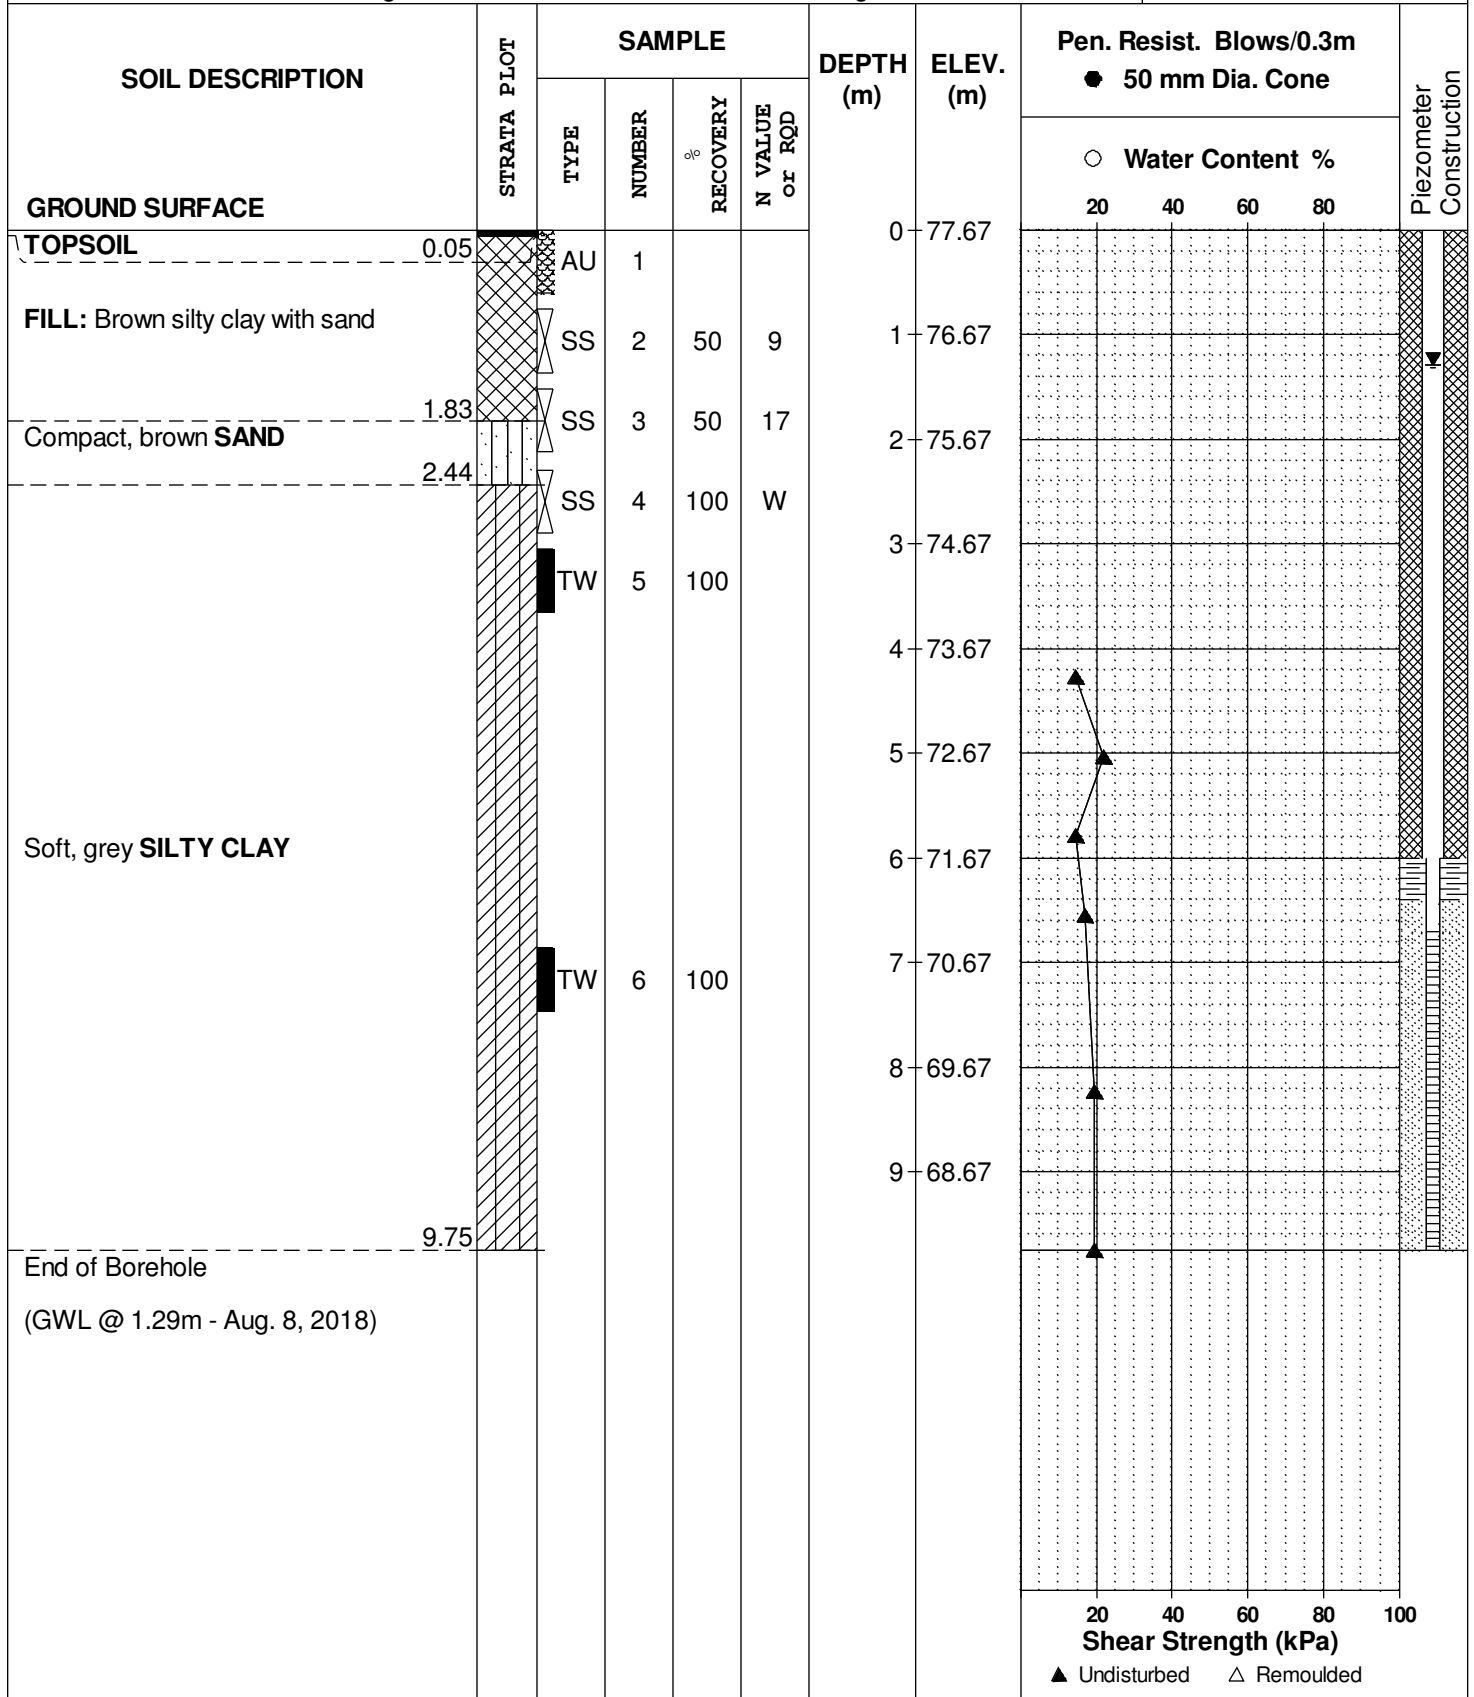 SOIL DESCRIPTION
GROUND SURFACE
STRATA PLOT
SAMPLE
TYPE
NUMBER
%
RECOVERY
N VALUE
or RQD
DEPTH
(m)
ELEV.
(m)
Pen. Resist. Blows/0.3m
● 50 mm Dia. Cone
○ Water Content %
20 40 60 80
Piezometer
Construction
TOPSOIL 0.05
AU 1
0 77.67
FILL: Brown silty clay with sand
SS 2 50 9
1 76.67
1.83
SS 3 50 17
Compact, brown SAND
2 75.67
2.44
SS 4 100 W
3 74.67
TW 5 100
4 73.67
5 72.67
Soft, grey SILTY CLAY
6 71.67
7 70.67
TW 6 100
8 69.67
9 68.67
9.75
End of Borehole
(GWL @ 1.29m - Aug. 8, 2018)
20 40 60 80 100
Shear Strength (kPa)
▲ Undisturbed △ Remoulded